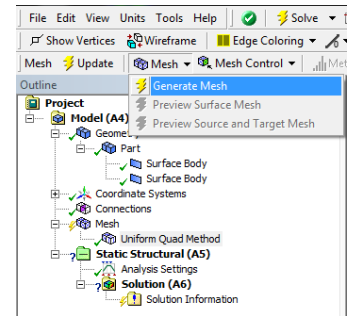 File Edit View Units Tools Help Solve
Show Vertices Wireframe Edge Coloring
Mesh Update Mesh Mesh Control Met
Outline
Generate Mesh
Preview Surface Mesh
Preview Source and Target Mesh
Project
Model (A4)
Geometry
Part
Surface Body
Surface Body
Coordinate Systems
Connections
Mesh
Uniform Quad Method
Static Structural (A5)
Analysis Settings
Solution (A6)
Solution Information